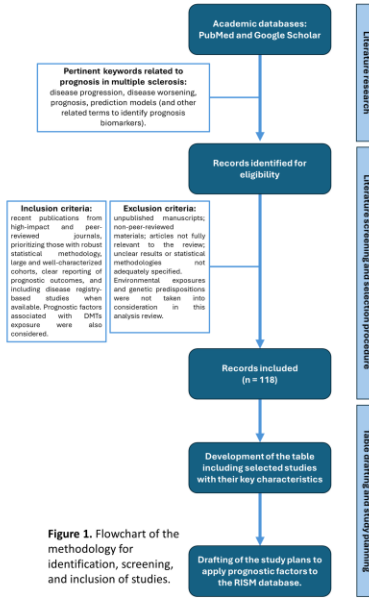 Academic databases:
PubMed and Google Scholar
Literature research
Pertinent keywords related to
prognosis in multiple sclerosis:
disease progression, disease worsening,
prognosis, prediction models (and other
related terms to identify prognosis
biomarkers).
Records identified for
eligibility
Literature screening and selection procedure
Inclusion criteria:
recent publications from
high-impact and peer-
reviewed journals,
prioritizing those with robust
statistical methodology,
large and well-characterized
cohorts, clear reporting of
prognostic outcomes, and
including disease registry-
based studies when
available. Prognostic factors
associated with DMTs
exposure were also
considered.
Exclusion criteria:
unpublished manuscripts;
non-peer-reviewed
materials; articles not fully
relevant to the review;
unclear results or statistical
methodologies not
adequately specified.
Environmental exposures
and genetic predispositions
were not taken into
consideration in this
analysis review.
Records included
(n = 118)
Development of the table
including selected studies
with their key characteristics
Table drafting and study planning
Figure 1. Flowchart of the
methodology for
identification, screening,
and inclusion of studies.
Drafting of the study plans to
apply prognostic factors to
the RISM database.